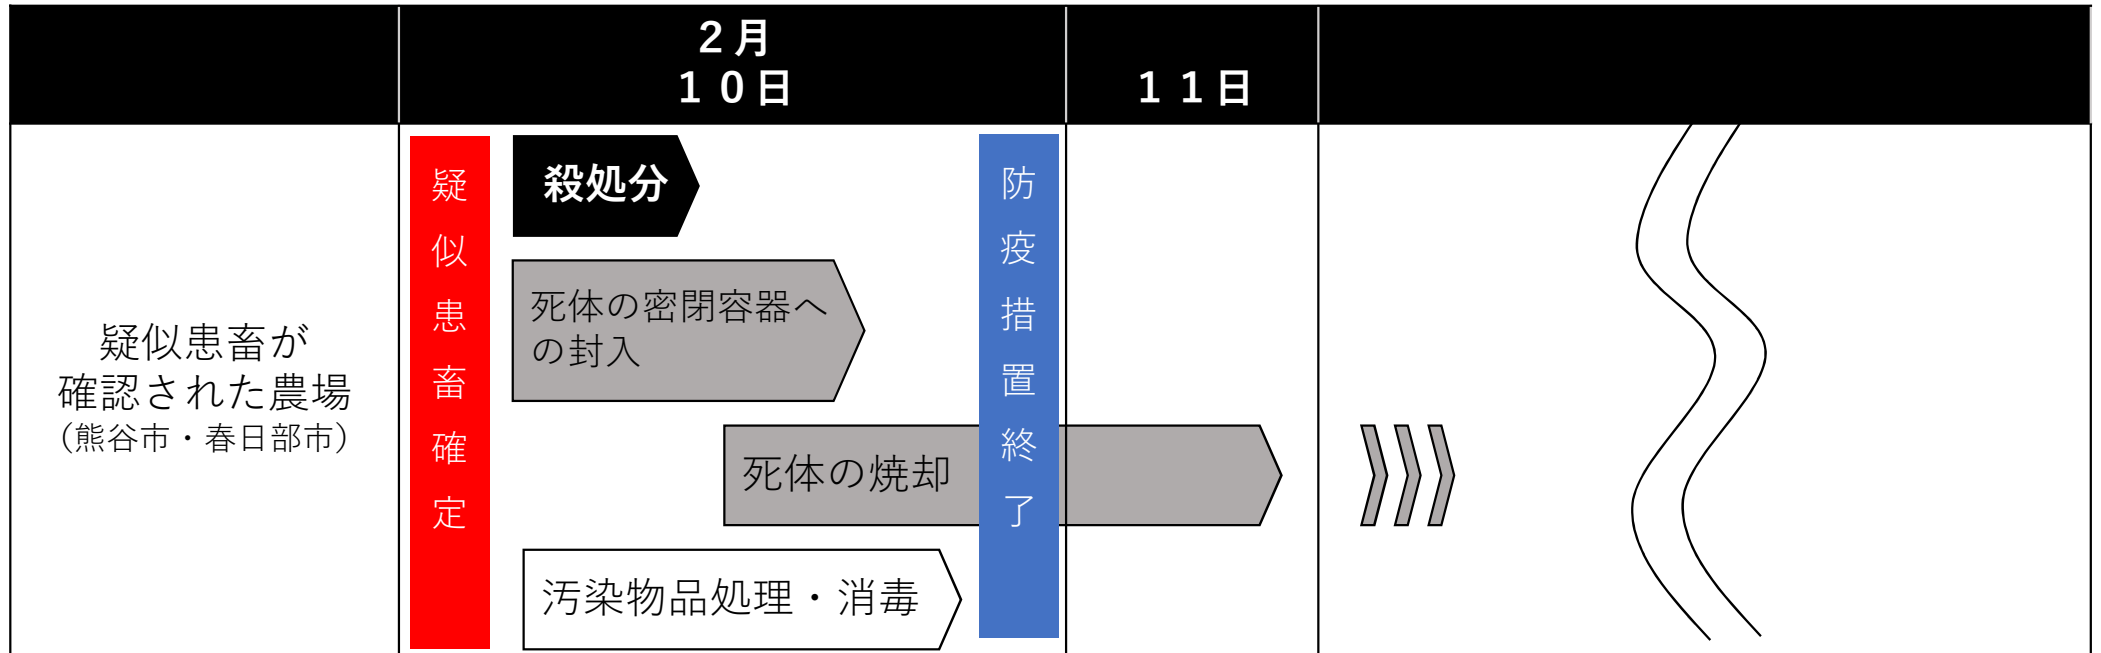 ２月
１０日
１１日
疑似患畜が
確認された農場
（熊谷市・春日部市）
疑似患畜確定
殺処分
死体の密閉容器へ
の封入
死体の焼却
汚染物品処理・消毒
防疫措置終了